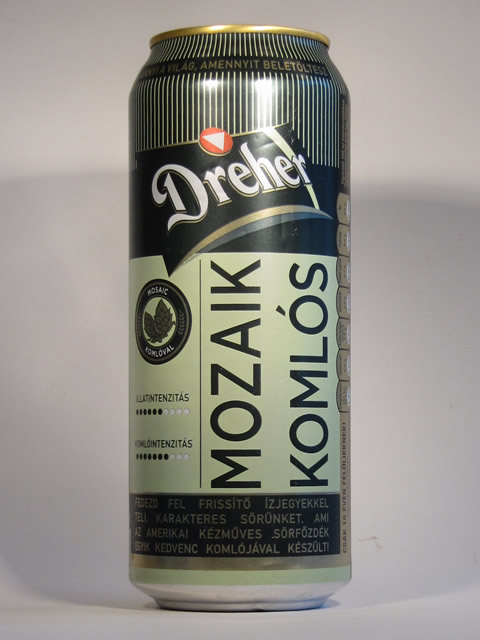 NYI A VILÁG, AMENNYIT BELETÖLTESZ
Dreher
MOSAIC
KOMLÓVAL
MOZAIK
KOMLÓS
ILLATINTENZITÁS
KOMLÓINTENZITÁS
FEDEZD FEL FRISSÍTŐ ÍZJEGYEKKEL
TELI, KARAKTERES SÖRÜNKET, AMI
AZ AMERIKAI KÉZMŰVES SÖRFŐZDÉK
EGYIK KEDVENC KOMLÓJÁVAL KÉSZÜLT!
CSAK 18 ÉVEN FELÜLIEKNEK!